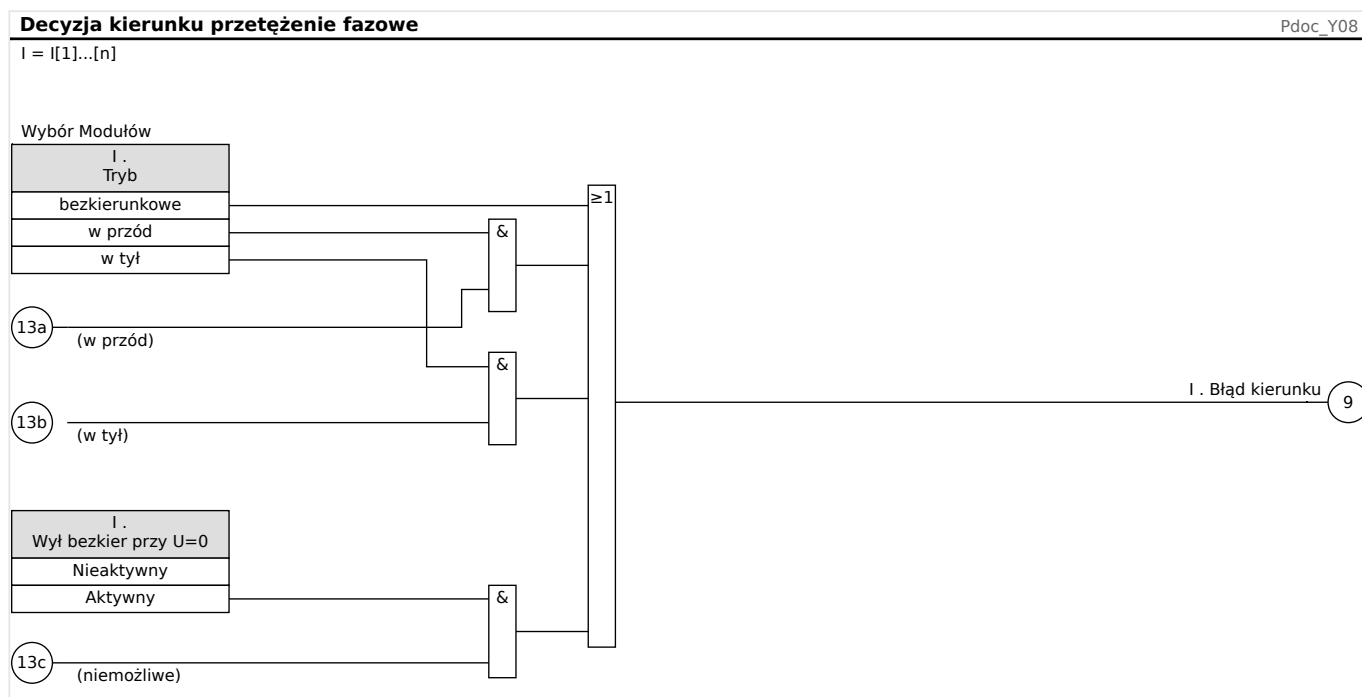 Decyzja kierunku przetężenie fazowe
Pdoc_Y08
I = I[1]...[n]
Wybór Modułów
I .
Tryb
bezkierunkowe
w przód
w tył
≥1
&
13a
(w przód)
&
13b
(w tył)
I . Błąd kierunku
9
I .
Wył bezkier przy U=0
Nieaktywny
Aktywny
&
13c
(niemożliwe)